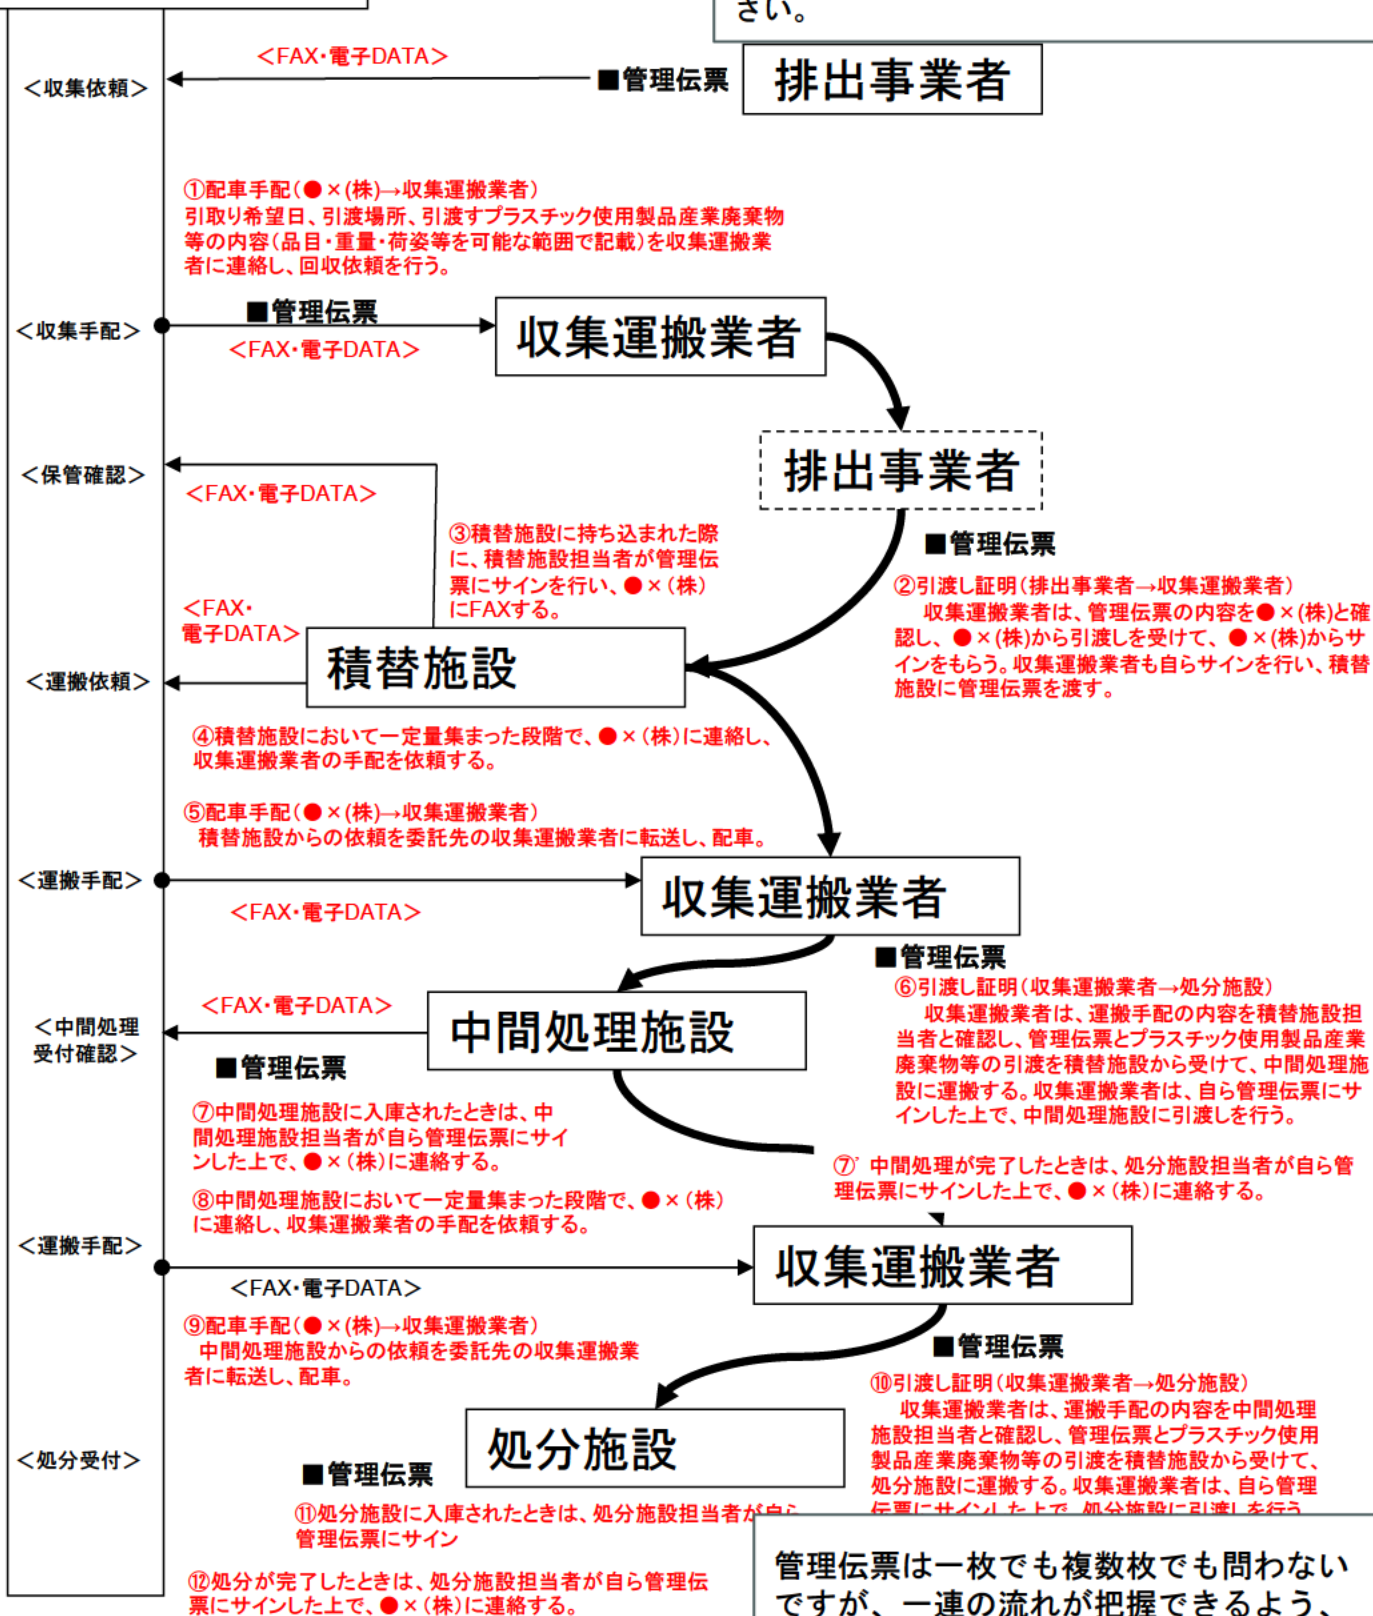 さい。
＜FAX・電子DATA＞
＜収集依頼＞
■管理伝票
排出事業者
①配車手配（●×(株)→収集運搬業者）
引取り希望日、引渡場所、引渡すプラスチック使用製品産業廃棄物
等の内容（品目・重量・荷姿等を可能な範囲で記載）を収集運搬業
者に連絡し、回収依頼を行う。
＜収集手配＞
■管理伝票
＜FAX・電子DATA＞
収集運搬業者
排出事業者
＜保管確認＞
＜FAX・電子DATA＞
③積替施設に持ち込まれた際
に、積替施設担当者が管理伝
票にサインを行い、●×（株）
にFAXする。
■管理伝票
②引渡し証明（排出事業者→収集運搬業者）
収集運搬業者は、管理伝票の内容を●×(株)と確
認し、●×(株)から引渡しを受けて、●×(株)からサ
インをもらう。収集運搬業者も自らサインを行い、積替
施設に管理伝票を渡す。
＜FAX・
電子DATA＞
積替施設
＜運搬依頼＞
④積替施設において一定量集まった段階で、●×（株）に連絡し、
収集運搬業者の手配を依頼する。
⑤配車手配（●×(株)→収集運搬業者）
積替施設からの依頼を委託先の収集運搬業者に転送し、配車。
＜運搬手配＞
＜FAX・電子DATA＞
収集運搬業者
■管理伝票
⑥引渡し証明（収集運搬業者→処分施設）
収集運搬業者は、運搬手配の内容を積替施設担
当者と確認し、管理伝票とプラスチック使用製品産業
廃棄物等の引渡を積替施設から受けて、中間処理施
設に運搬する。収集運搬業者は、自ら管理伝票にサ
インした上で、中間処理施設に引渡しを行う。
＜FAX・電子DATA＞
中間処理施設
＜中間処理
受付確認＞
■管理伝票
⑦中間処理施設に入庫されたときは、中
間処理施設担当者が自ら管理伝票にサイ
ンした上で、●×（株）に連絡する。
⑦’ 中間処理が完了したときは、処分施設担当者が自ら管
理伝票にサインした上で、●×（株）に連絡する。
⑧中間処理施設において一定量集まった段階で、●×（株）
に連絡し、収集運搬業者の手配を依頼する。
＜運搬手配＞
＜FAX・電子DATA＞
収集運搬業者
⑨配車手配（●×(株)→収集運搬業者）
中間処理施設からの依頼を委託先の収集運搬業
者に転送し、配車。
■管理伝票
⑩引渡し証明（収集運搬業者→処分施設）
収集運搬業者は、運搬手配の内容を中間処理
施設担当者と確認し、管理伝票とプラスチック使用
製品産業廃棄物等の引渡を積替施設から受けて、
処分施設に運搬する。収集運搬業者は、自ら管理
伝票にサインした上で、処分施設に引渡しを行う
処分施設
＜処分受付＞
■管理伝票
⑪処分施設に入庫されたときは、処分施設担当者が自ら
管理伝票にサイン
⑫処分が完了したときは、処分施設担当者が自ら管理伝
票にサインした上で、●×（株）に連絡する。
管理伝票は一枚でも複数枚でも問わない
ですが、一連の流れが把握できるよう、